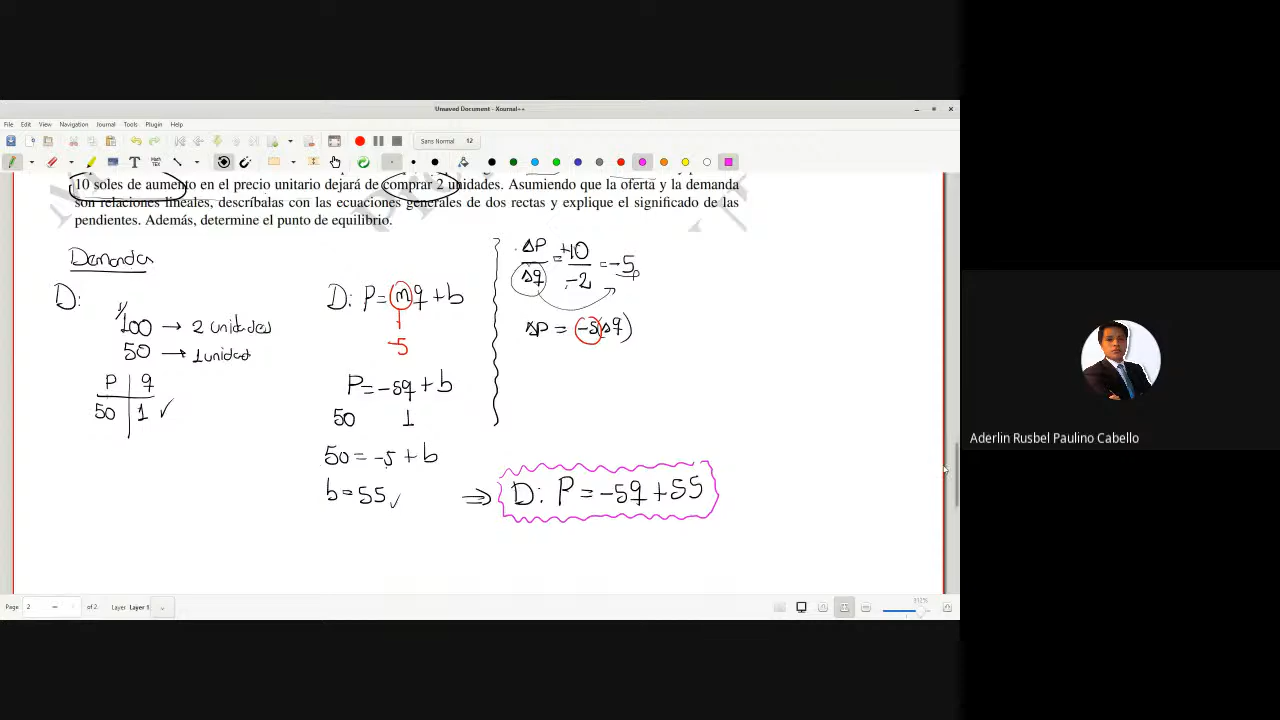 Unsaved Document - Xournal++
File Edit View Navigation Journal Tools Plugin Help
Sans Normal 12
10 soles de aumento en el precio unitario dejará de comprar 2 unidades. Asumiendo que la oferta y la demanda
son relaciones lineales, descríbalas con las ecuaciones generales de dos rectas y explique el significado de las
pendientes. Además, determine el punto de equilibrio.
Demanda
D:
100 → 2 unidades
50 → 1 unidad
P q
50 1 ✓
D: P = mq + b
-5
P = -5q + b
50 1
50 = -5 + b
b = 55 ✓
ΔP/Δq = +10/-2 = -5
ΔP = -5(Δq)
⇒ D: P = -5q + 55
Aderlin Rusbel Paulino Cabello
Page 2 of 2 Layer Layer 1
312%